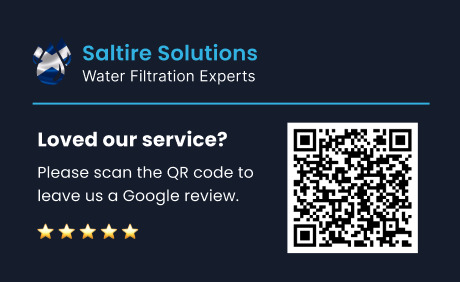 Saltire Solutions
Water Filtration Experts
Loved our service?
Please scan the QR code to
leave us a Google review.